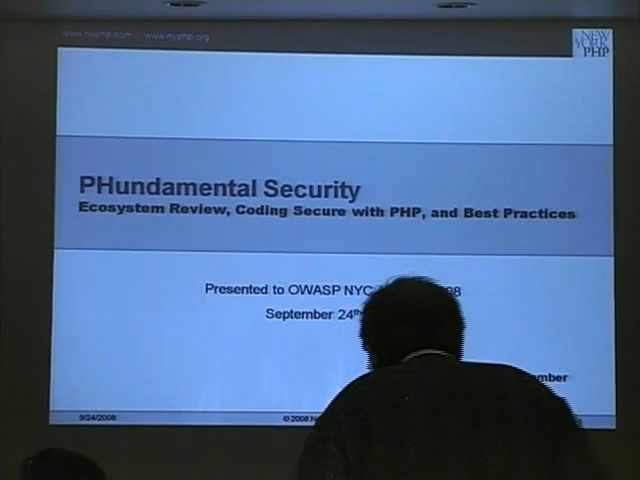 www.nyphp.com // www.nyphp.org
NEW
YORK
PHP
PHundamental Security
Ecosystem Review, Coding Secure with PHP, and Best Practices
Presented to OWASP NYC
September 24th
9/24/2008
© 2008